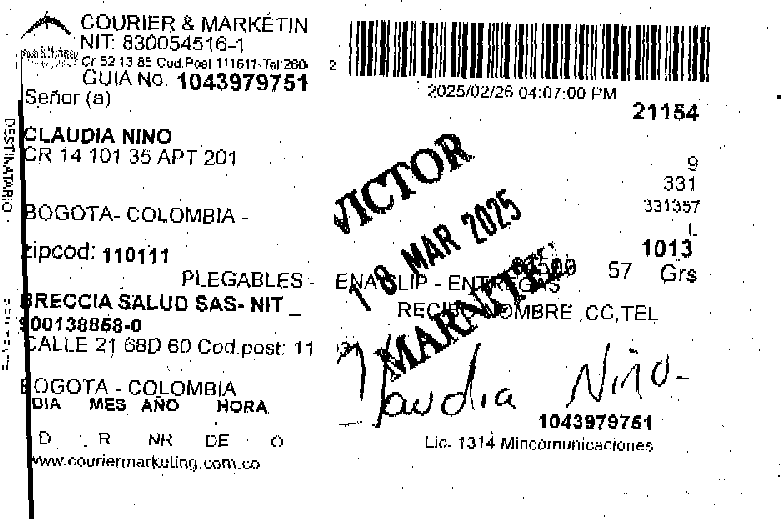 COURIER & MARKETIN
NIT: 830054516-1
Cr 52 13 85 Cod.Post 111611-Tel:260
2
GUIA No. 1043979751
2025/02/26 04:07:00 PM
21154
Señor (a)
DESTINATARIO
CLAUDIA NINO
CR 14 101 35 APT 201
9
331
331357
BOGOTA- COLOMBIA -
L
zipcod: 110111
1013
VICTOR
18 MAR 2025
MARNITEZ
PLEGABLES - ENACLIP - ENTREGAS
57 Grs
BRECCIA SALUD SAS- NIT
900138858-0
RECIBO NOMBRE ,CC,TEL
CALLE 21 68D 60 Cod.post: 11
BOGOTA - COLOMBIA
DIA MES AÑO HORA
Claudia Niño
1043979751
D R NR DE O
Lic. 1314 Mincomunicaciones
www.couriermarketing.com.co